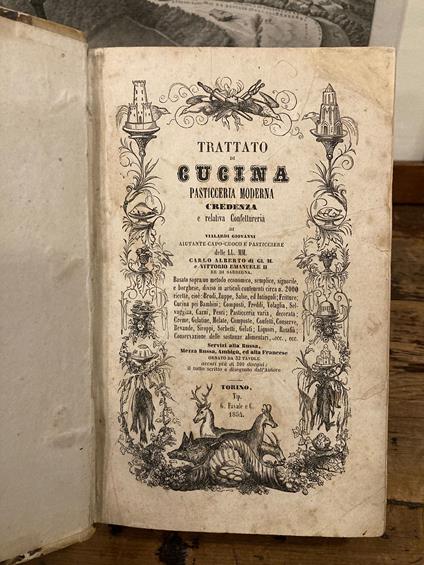 TRATTATO
DI
CUCINA
PASTICCERIA MODERNA
CREDENZA
e relativa Confettureria
DI
VIALARDI GIOVANNI
AIUTANTE CAPO-CUOCO E PASTICCIERE
delle LL. MM.
CARLO ALBERTO di Gl. M.
e VITTORIO EMANUELE II
RE DI SARDEGNA.
Basato sopra un metodo economico, semplice, signorile,
e borghese, diviso in articoli contenenti circa n. 2000
ricette, cioè: Brodi, Zuppe, Salse, ed Intingoli; Fritture;
Cucina pei Bambini; Composti, Freddi, Volaglia, Sel-
vaggina, Carni, Pesci; Pasticceria varia, decorata;
Creme, Gelatine, Gelate, Composte, Confetti, Conserve,
Bevande, Siroppi, Sorbetti, Gelati; Liquori, Ratafià,
Conservazione delle sostanze alimentari, ecc., ecc.
Servizi alla Russa,
Mezza Russa, Ambigù, ed alla Francese
ORNATO DA 32 TAVOLE
aventi più di 300 disegni;
il tutto scritto e disegnato dall'Autore
TORINO,
Tip.
G. Favale e C.
1854.